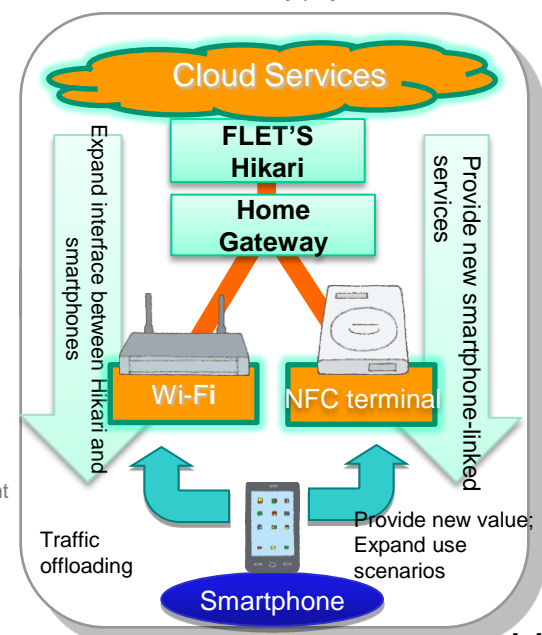 Cloud Services
FLET'S
Hikari
Home
Gateway
Expand interface between Hikari and
smartphones
Provide new smartphone-linked
services
Wi-Fi
NFC terminal
Traffic
offloading
Provide new value;
Expand use
scenarios
Smartphone